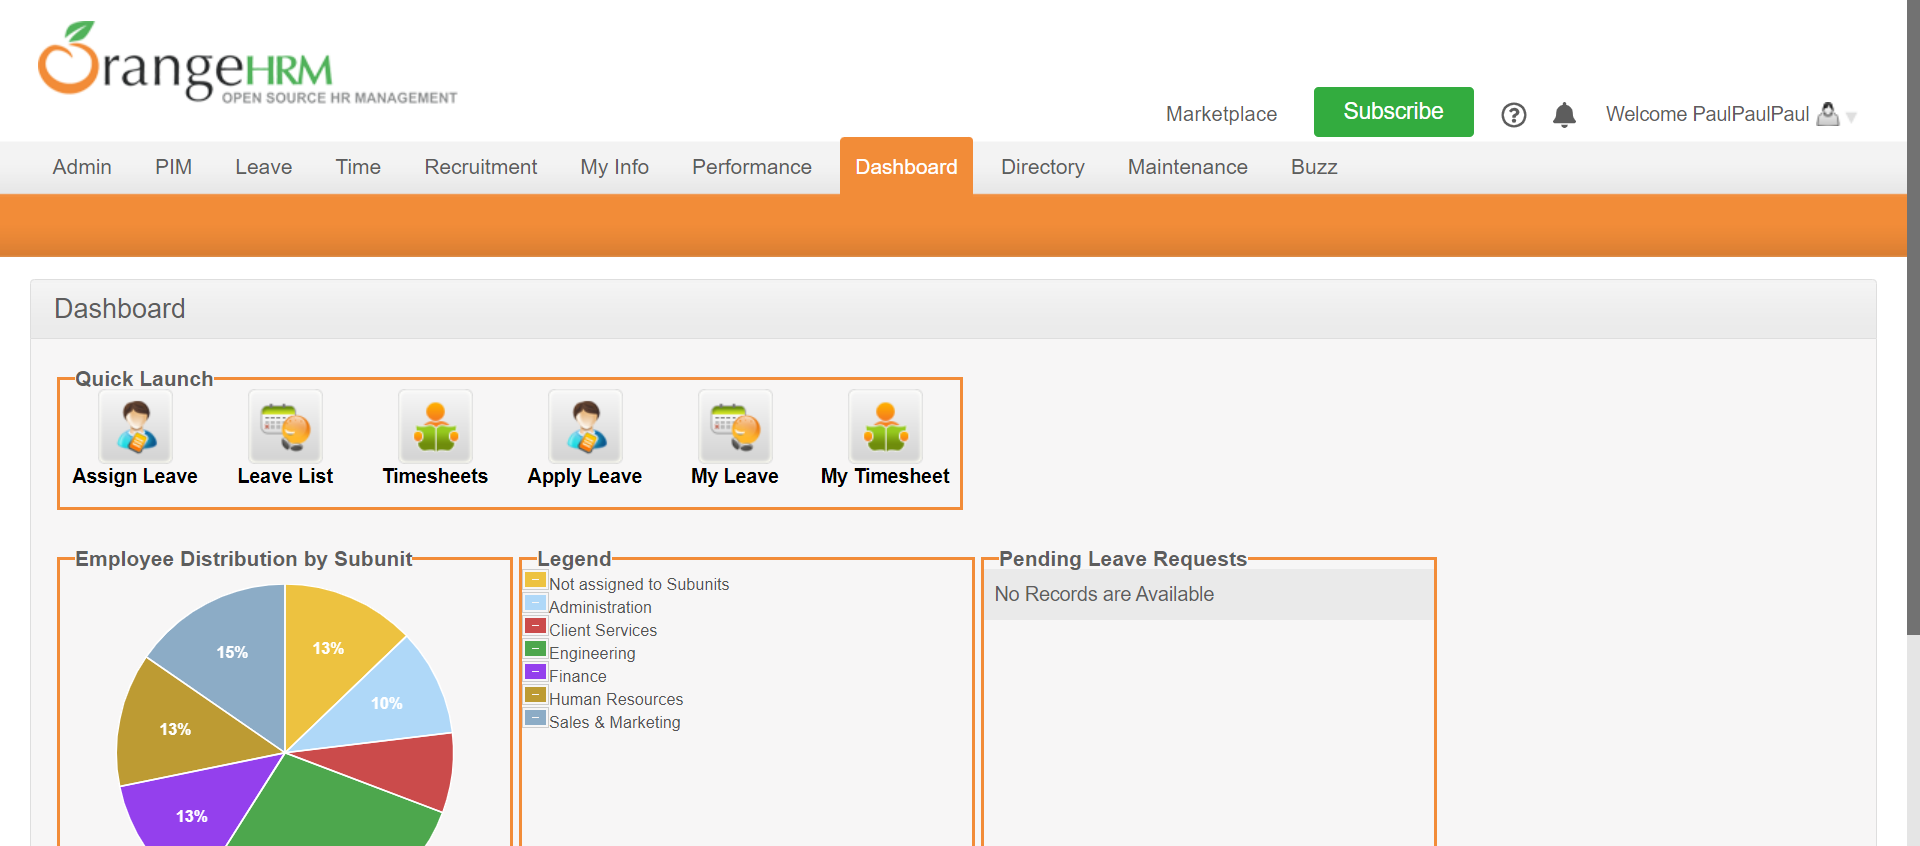 OrangeHRM
OPEN SOURCE HR MANAGEMENT
Marketplace
Subscribe
Welcome PaulPaulPaul
Admin
PIM
Leave
Time
Recruitment
My Info
Performance
Dashboard
Directory
Maintenance
Buzz
Dashboard
Quick Launch
Assign Leave
Leave List
Timesheets
Apply Leave
My Leave
My Timesheet
Employee Distribution by Subunit
13%
10%
15%
13%
13%
Legend
Not assigned to Subunits
Administration
Client Services
Engineering
Finance
Human Resources
Sales & Marketing
Pending Leave Requests
No Records are Available